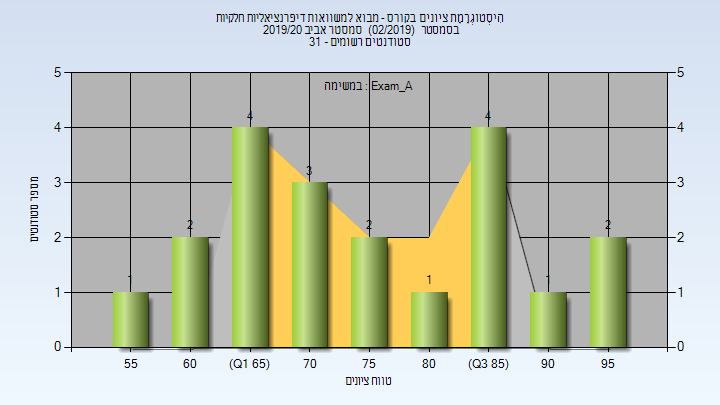 הִיסְטוֹגְרָמַת ציונים בקורס - מבוא למשוואות דיפרנציאליות חלקיות
בסמסטר (02/2019) סמסטר אביב 2019/20
סטודנטים רשומים - 31
במשימה : Exam_A
5 5
4 4
3 3
2 2
1 1
0 0
1 2 4 3 2 1 4 1 2
55 60 (Q1 65) 70 75 80 (Q3 85) 90 95
מספר סטודנטים
טווח ציונים